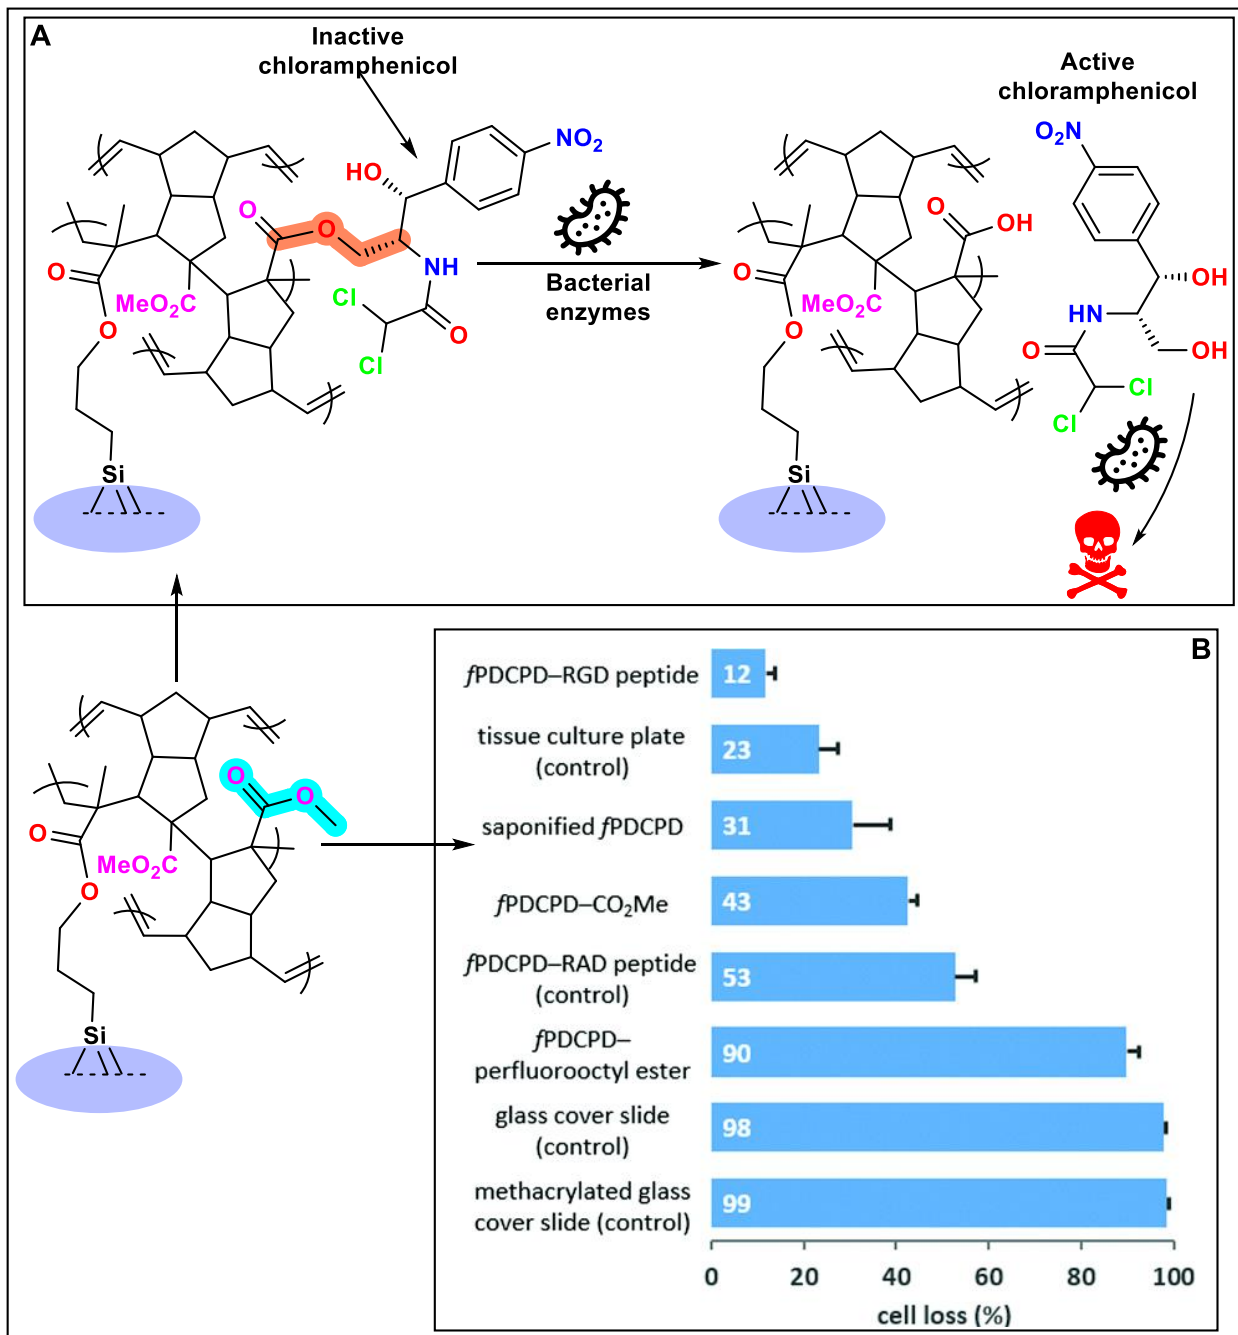 A
Inactive
chloramphenicol
NO2
HO
O
O
NH
O
MeO2C
O
Cl
O
Cl
Si
Bacterial
enzymes
Active
chloramphenicol
O2N
O
OH
O
MeO2C
O
OH
HN
O
OH
Cl
Cl
Si
O
O
O
MeO2C
O
Si
B
fPDCPD–RGD peptide
12
tissue culture plate
(control)
23
saponified fPDCPD
31
fPDCPD–CO2Me
43
fPDCPD–RAD peptide
(control)
53
fPDCPD–
perfluorooctyl ester
90
glass cover slide
(control)
98
methacrylated glass
cover slide (control)
99
0 20 40 60 80 100
cell loss (%)